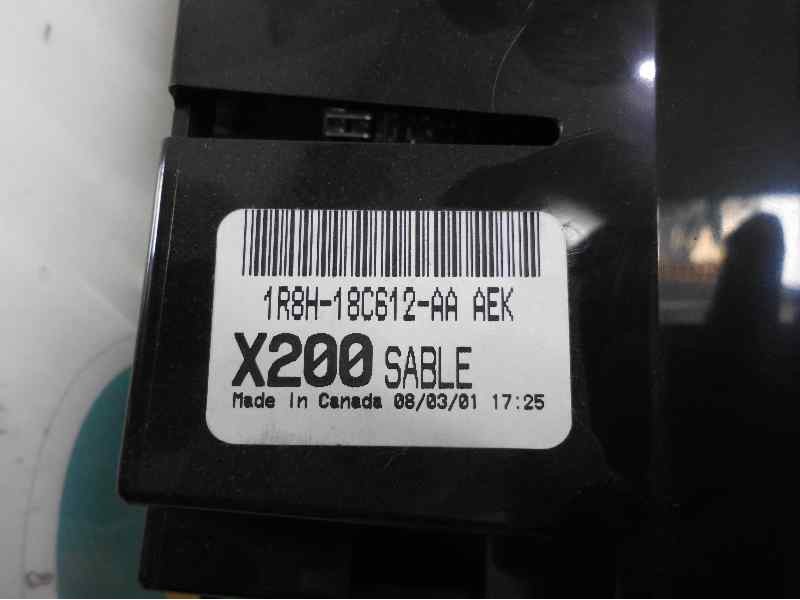 1R8H-18C612-AA AEK
X200 SABLE
Made In Canada 08/03/01 17:25